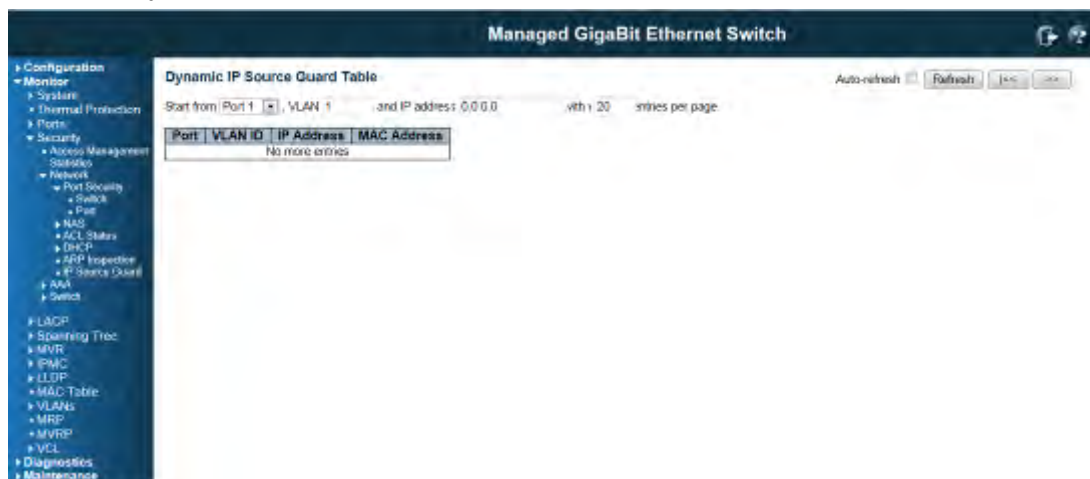 Managed GigaBit Ethernet Switch
Configuration
Monitor
System
Thermal Protection
Ports
Security
Access Management
Statistics
Network
Port Security
Switch
Port
NAS
ACL Status
DHCP
ARP Inspection
IP Source Guard
AAA
Switch
LACP
Spanning Tree
MVR
IPMC
LLDP
MAC Table
VLANs
MRP
MVRP
VCL
Diagnostics
Maintenance
Dynamic IP Source Guard Table
Auto-refresh Refresh |<< >>
Start from Port 1 , VLAN 1 and IP address 0.0.0.0 with 20 entries per page
Port VLAN ID IP Address MAC Address
No more entries